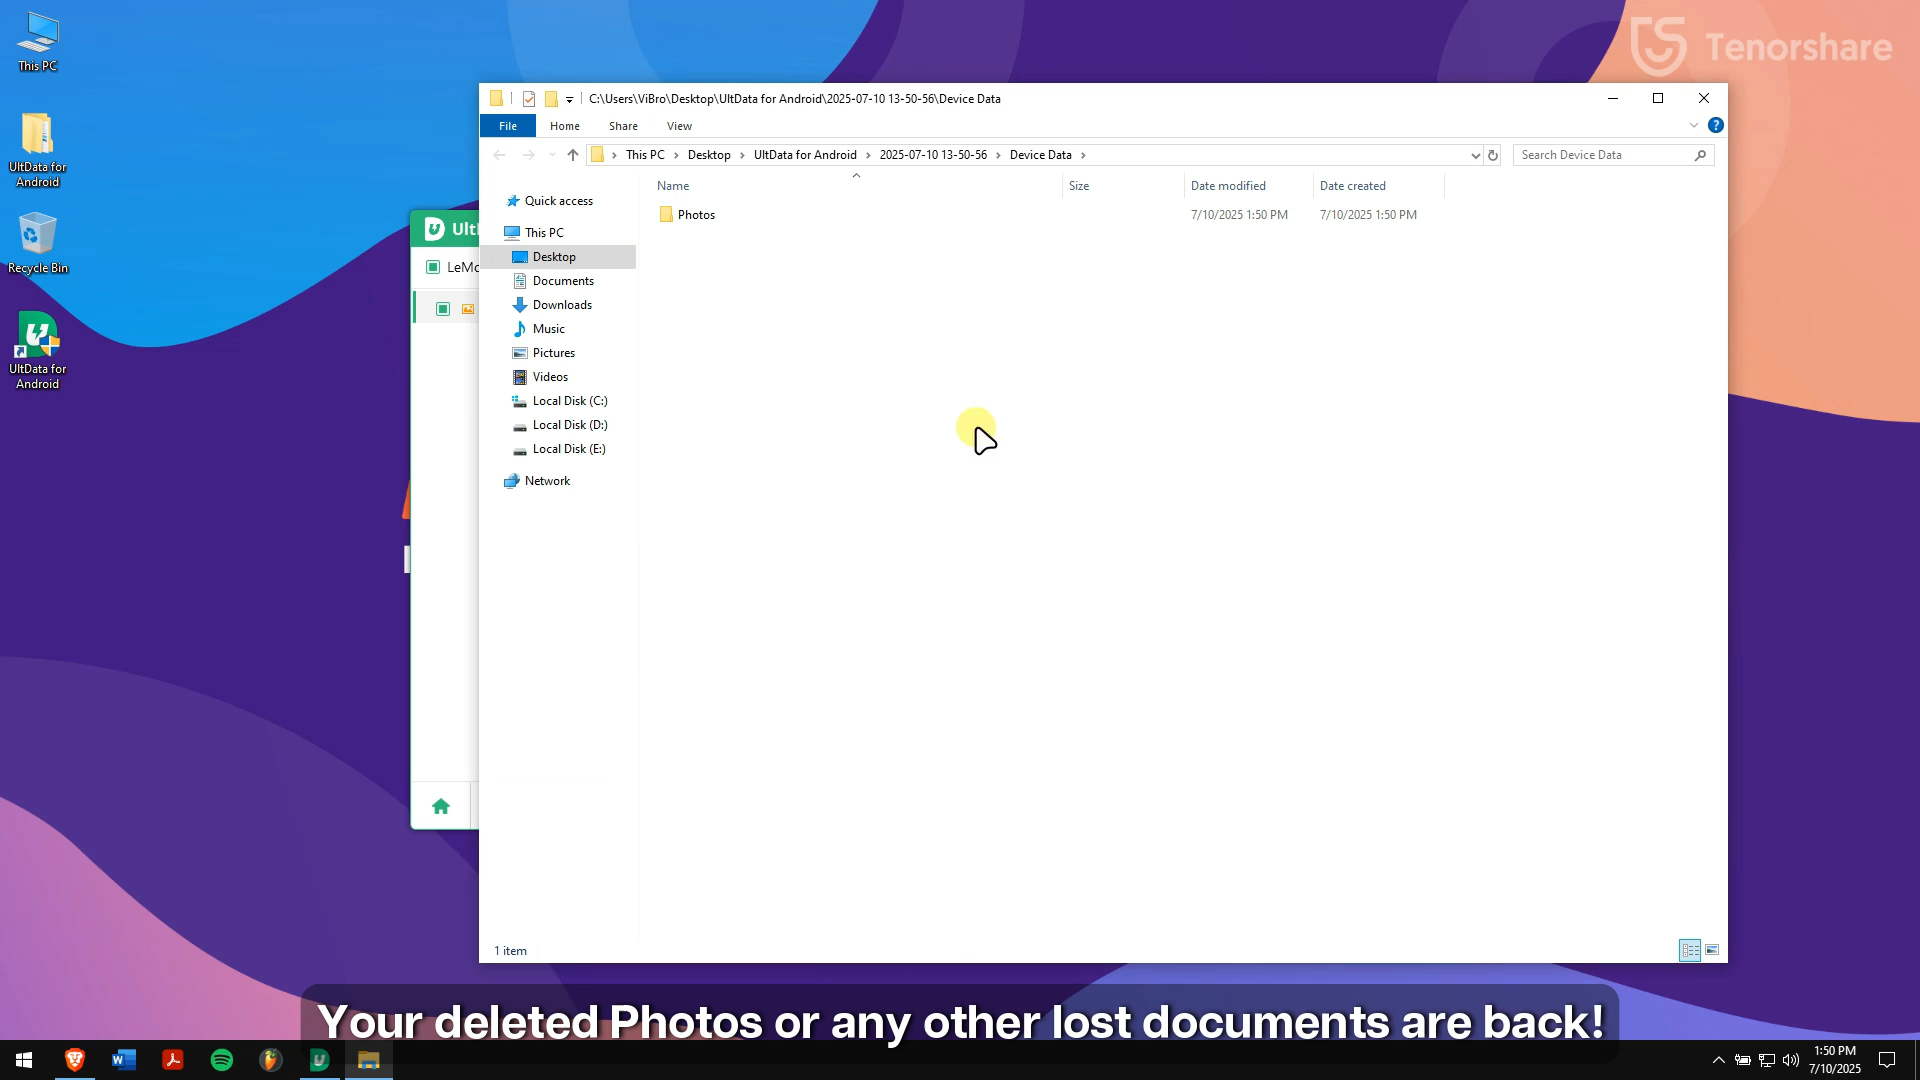 This PC
UltData for
Android
Recycle Bin
UltData for
Android
Tenorshare
C:\Users\ViBro\Desktop\UltData for Android\2025-07-10 13-50-56\Device Data
File Home Share View
This PC > Desktop > UltData for Android > 2025-07-10 13-50-56 > Device Data >
Search Device Data
Name Size Date modified Date created
Photos 7/10/2025 1:50 PM 7/10/2025 1:50 PM
Quick access
This PC
Desktop
Documents
Downloads
Music
Pictures
Videos
Local Disk (C:)
Local Disk (D:)
Local Disk (E:)
Network
1 item
Your deleted Photos or any other lost documents are back!
1:50 PM
7/10/2025